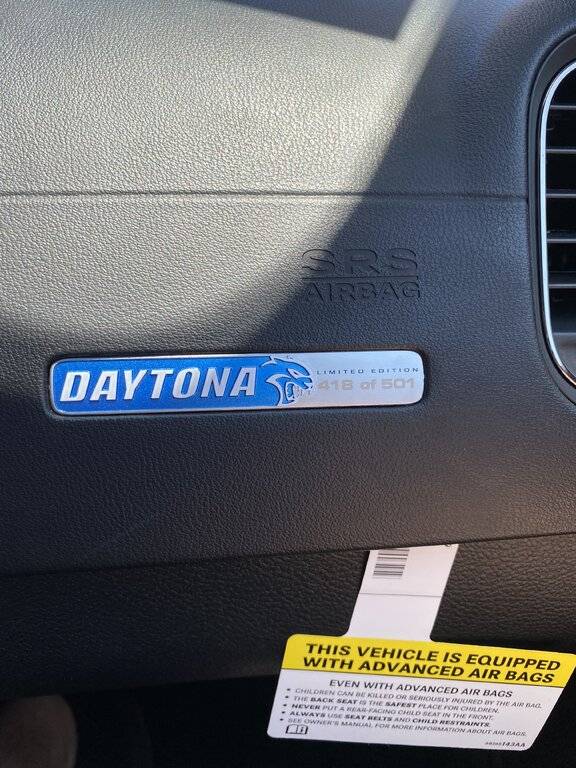 SRS
AIRBAG
DAYTONA
LIMITED EDITION
418 of 501
THIS VEHICLE IS EQUIPPED
WITH ADVANCED AIR BAGS
EVEN WITH ADVANCED AIR BAGS
• CHILDREN CAN BE KILLED OR SERIOUSLY INJURED BY THE AIR BAG.
• THE BACK SEAT IS THE SAFEST PLACE FOR CHILDREN.
• NEVER PUT A REAR-FACING CHILD SEAT IN THE FRONT.
• ALWAYS USE SEAT BELTS AND CHILD RESTRAINTS.
• SEE OWNER'S MANUAL FOR MORE INFORMATION ABOUT AIR BAGS.